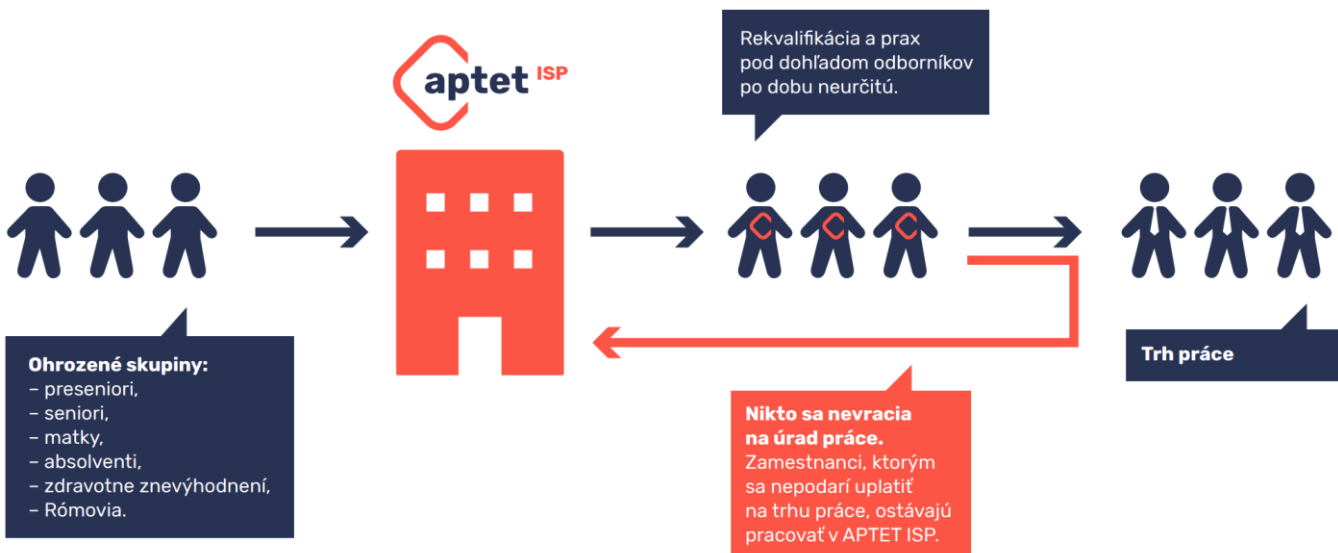 aptet ISP
Rekvalifikácia a prax
pod dohľadom odborníkov
po dobu neurčitú.
Ohrozené skupiny:
– preseniori,
– seniori,
– matky,
– absolventi,
– zdravotne znevýhodnení,
– Rómovia.
Nikto sa nevracia
na úrad práce.
Zamestnanci, ktorým
sa nepodarí uplatiť
na trhu práce, ostávajú
pracovať v APTET ISP.
Trh práce